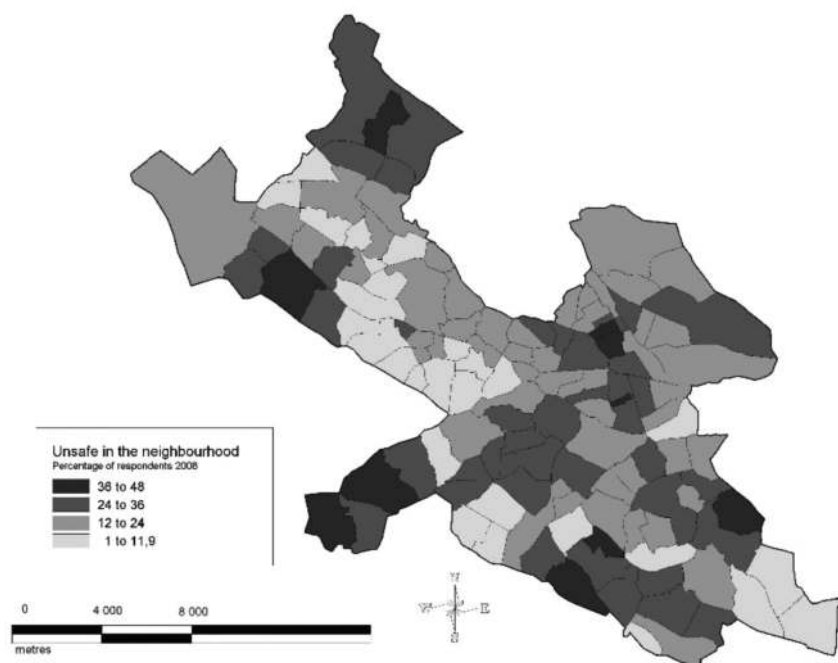 Unsafe in the neighbourhood
Percentage of respondents 2008
36 to 48
24 to 36
12 to 24
1 to 11,9
0 4 000 8 000
metres
E
S